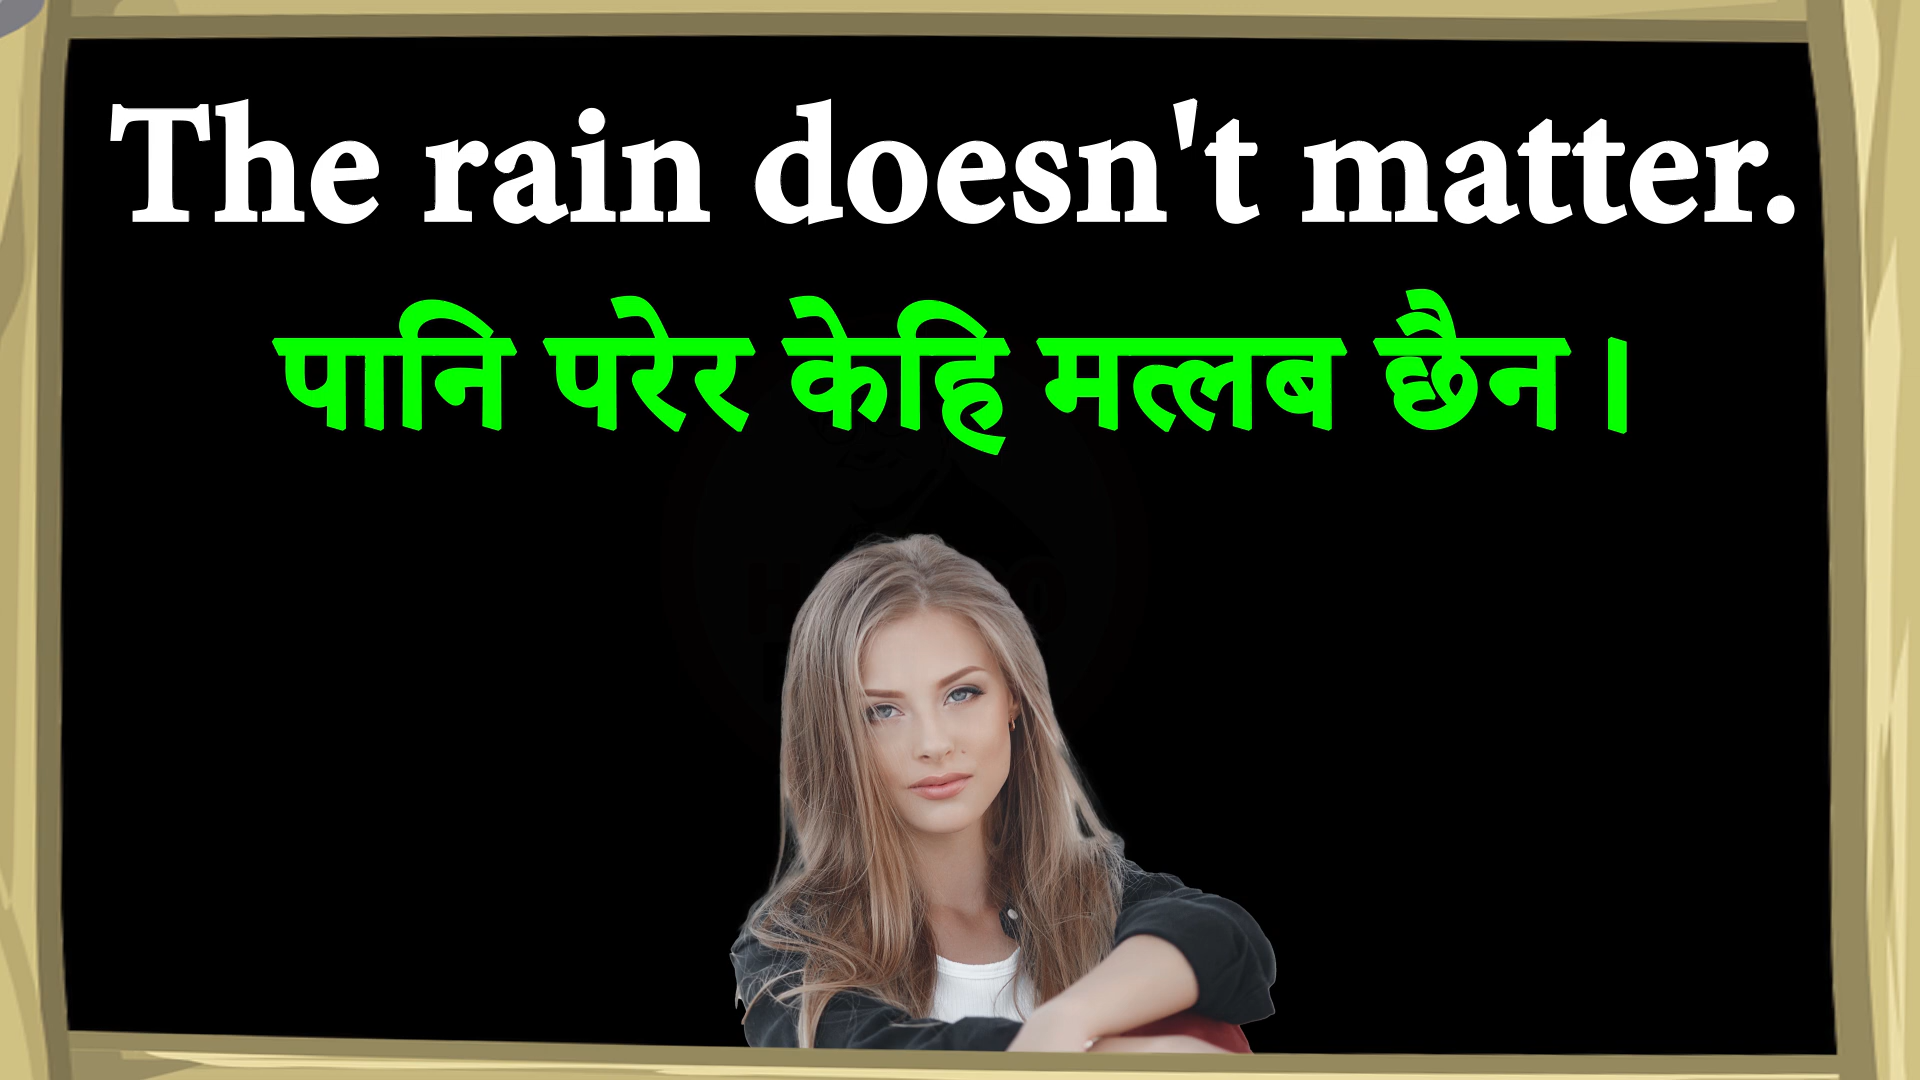 The rain doesn't matter.
पानि परेर केहि मत्लब छैन ।